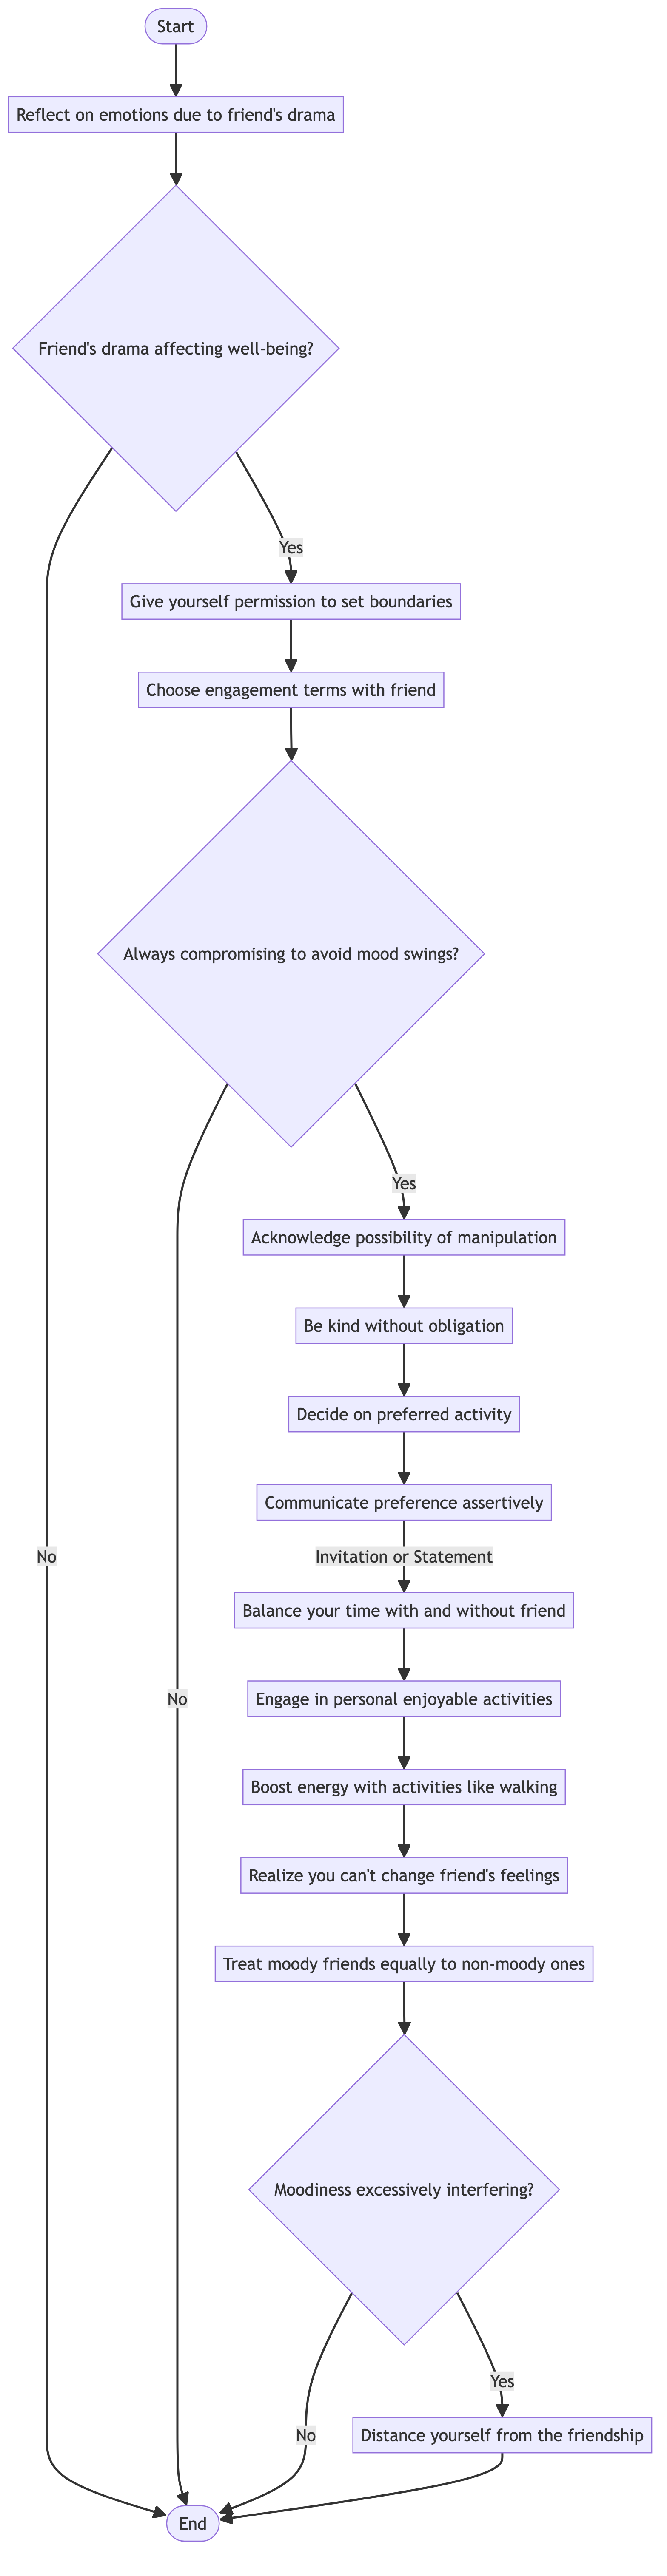 Start
Reflect on emotions due to friend's drama
Friend's drama affecting well-being?
Yes
Give yourself permission to set boundaries
Choose engagement terms with friend
Always compromising to avoid mood swings?
Yes
Acknowledge possibility of manipulation
Be kind without obligation
Decide on preferred activity
Communicate preference assertively
No
Invitation or Statement
Balance your time with and without friend
No
Engage in personal enjoyable activities
Boost energy with activities like walking
Realize you can't change friend's feelings
Treat moody friends equally to non-moody ones
Moodiness excessively interfering?
Yes
No
Distance yourself from the friendship
End